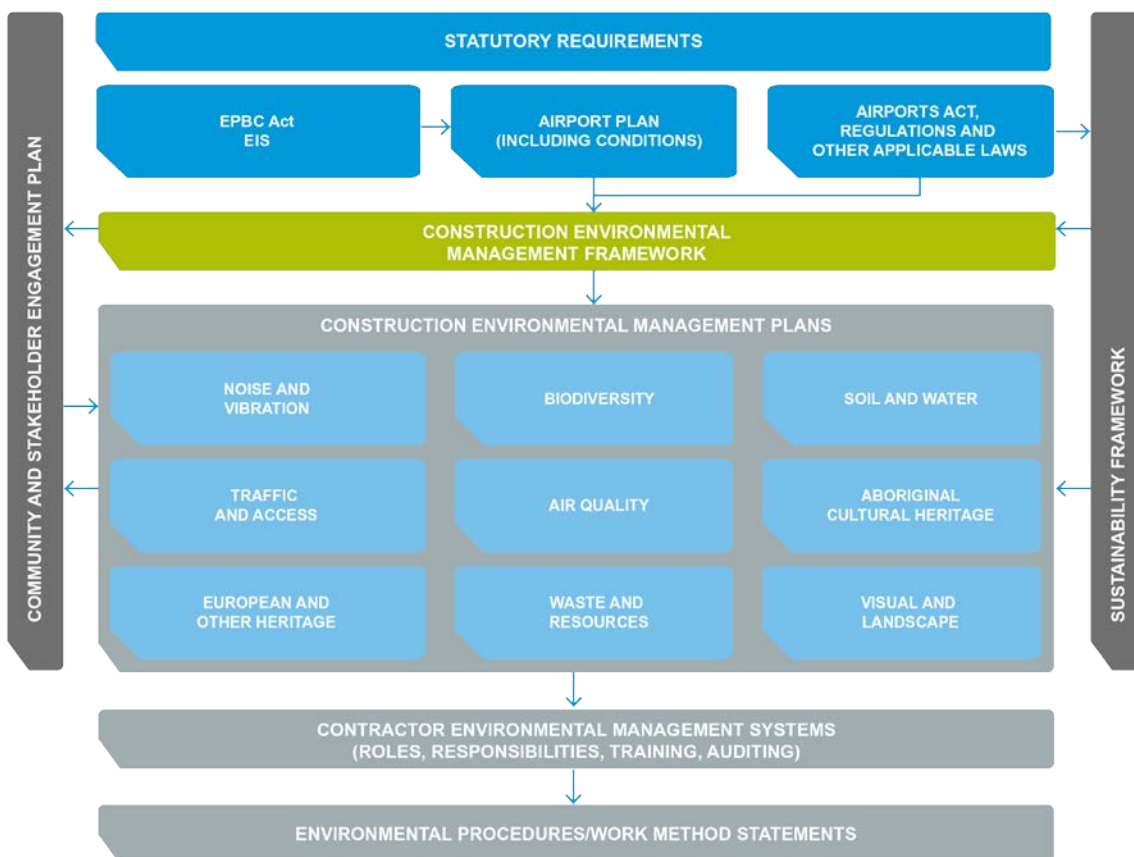 STATUTORY REQUIREMENTS
EPBC Act
EIS
AIRPORT PLAN
(INCLUDING CONDITIONS)
AIRPORTS ACT,
REGULATIONS AND
OTHER APPLICABLE LAWS
COMMUNITY AND STAKEHOLDER ENGAGEMENT PLAN
CONSTRUCTION ENVIRONMENTAL
MANAGEMENT FRAMEWORK
SUSTAINABILITY FRAMEWORK
CONSTRUCTION ENVIRONMENTAL MANAGEMENT PLANS
NOISE AND
VIBRATION
BIODIVERSITY
SOIL AND WATER
TRAFFIC
AND ACCESS
AIR QUALITY
ABORIGINAL
CULTURAL HERITAGE
EUROPEAN AND
OTHER HERITAGE
WASTE AND
RESOURCES
VISUAL AND
LANDSCAPE
CONTRACTOR ENVIRONMENTAL MANAGEMENT SYSTEMS
(ROLES, RESPONSIBILITIES, TRAINING, AUDITING)
ENVIRONMENTAL PROCEDURES/WORK METHOD STATEMENTS